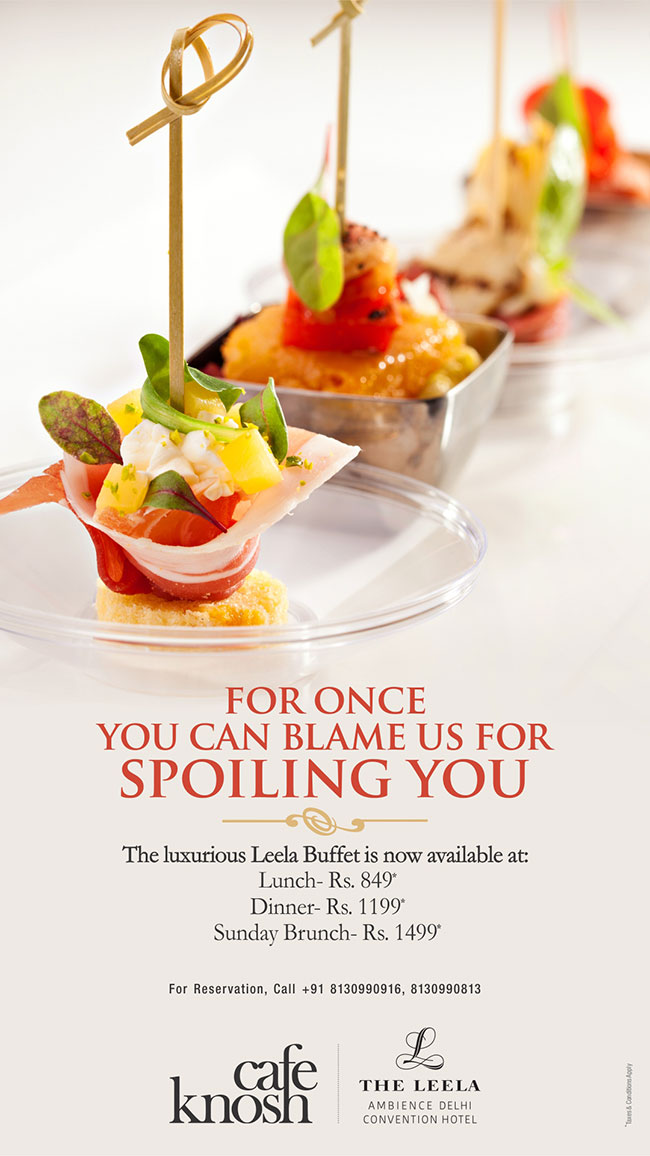 FOR ONCE
YOU CAN BLAME US FOR
SPOILING YOU
The luxurious Leela Buffet is now available at:
Lunch- Rs. 849*
Dinner- Rs. 1199*
Sunday Brunch- Rs. 1499*
For Reservation, Call +91 8130990916, 8130990813
cafe
knosh
L
THE LEELA
AMBIENCE DELHI
CONVENTION HOTEL
*Taxes & Conditions Apply